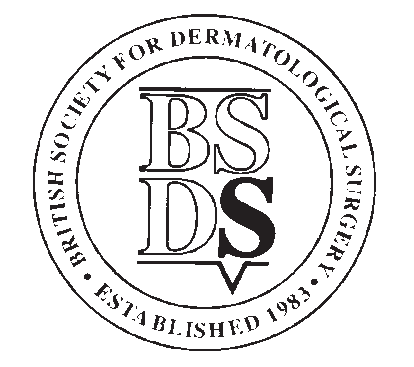 • BRITISH SOCIETY FOR DERMATOLOGICAL SURGERY •
ESTABLISHED 1983
BS
DS